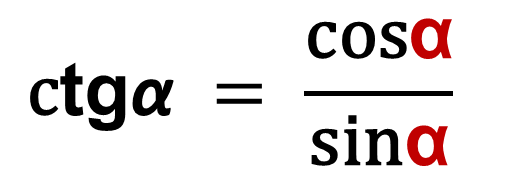 ctgα = cosα / sinα